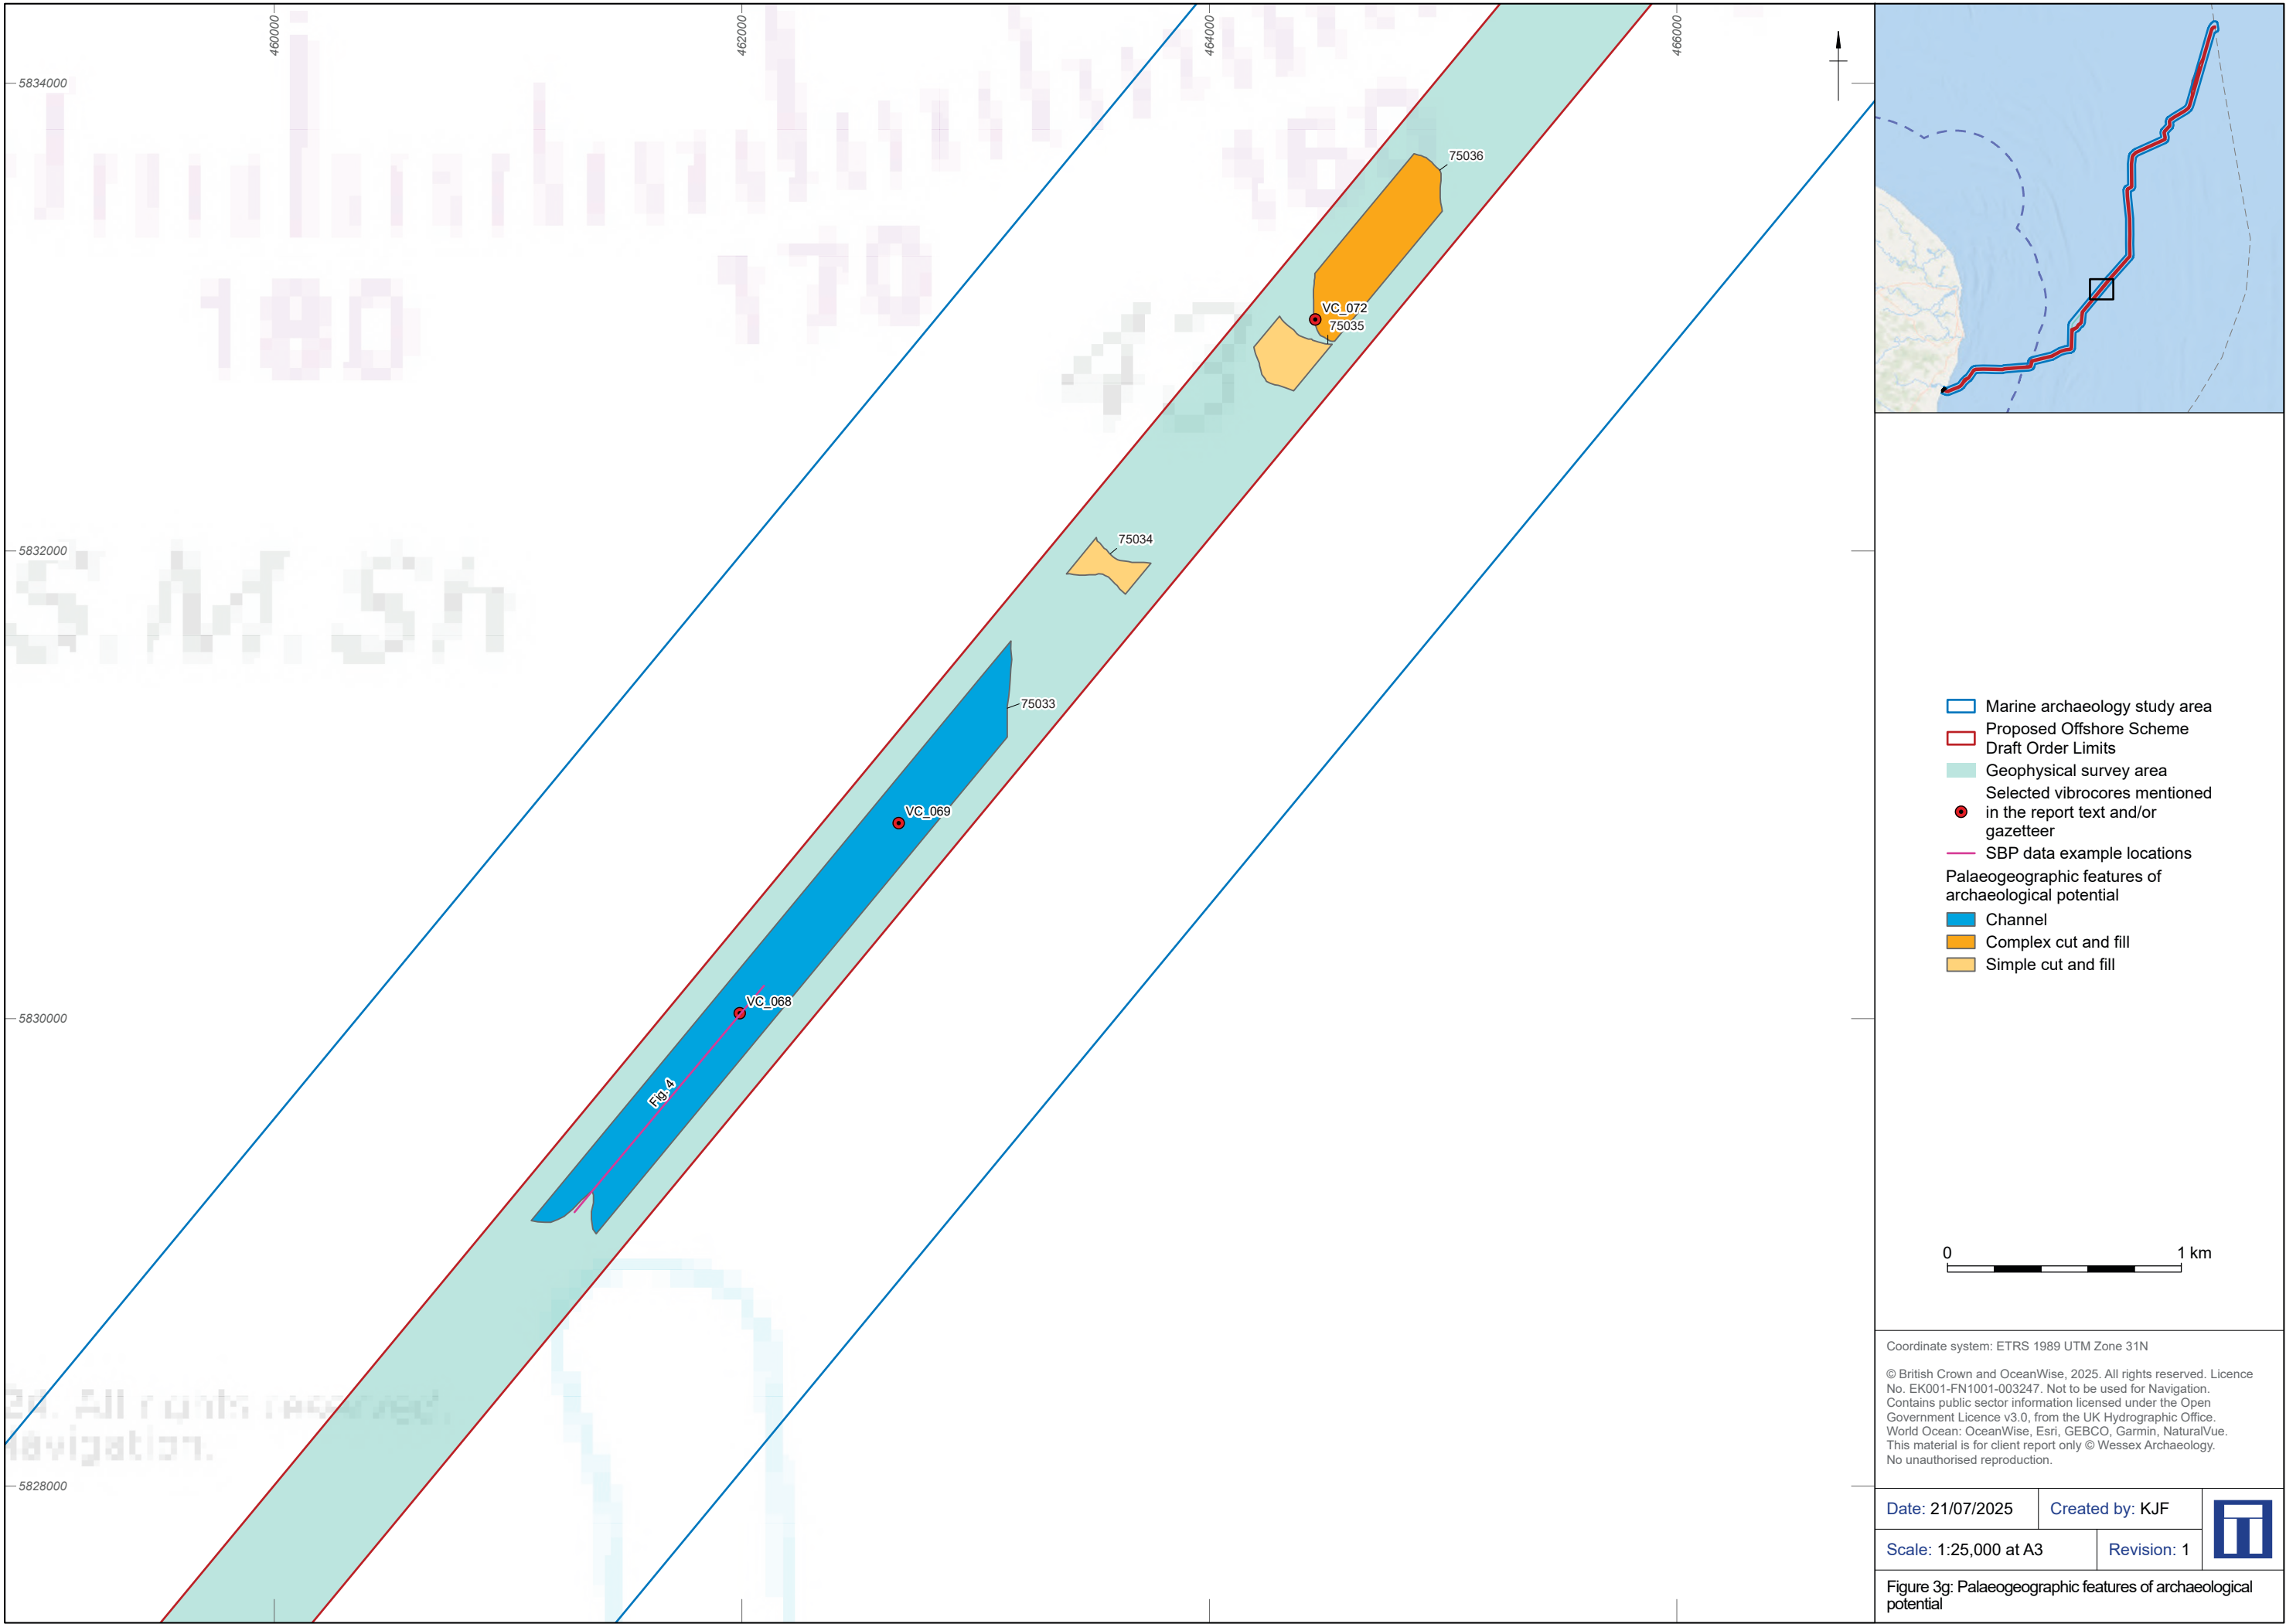 460000
462000
464000
466000
5834000
180
170
75036
VC_072
75035
5832000
S.M.Sh
75034
75033
VC_069
5830000
VC_068
Fig. 4
All rights reserved.
Navigation.
5828000
Marine archaeology study area
Proposed Offshore Scheme
Draft Order Limits
Geophysical survey area
Selected vibrocores mentioned
in the report text and/or
gazetteer
SBP data example locations
Palaeogeographic features of
archaeological potential
Channel
Complex cut and fill
Simple cut and fill
0 1 km
Coordinate system: ETRS 1989 UTM Zone 31N
© British Crown and OceanWise, 2025. All rights reserved. Licence
No. EK001-FN1001-003247. Not to be used for Navigation.
Contains public sector information licensed under the Open
Government Licence v3.0, from the UK Hydrographic Office.
World Ocean: OceanWise, Esri, GEBCO, Garmin, NaturalVue.
This material is for client report only © Wessex Archaeology.
No unauthorised reproduction.
Date: 21/07/2025 Created by: KJF
Scale: 1:25,000 at A3 Revision: 1
Figure 3g: Palaeogeographic features of archaeological
potential